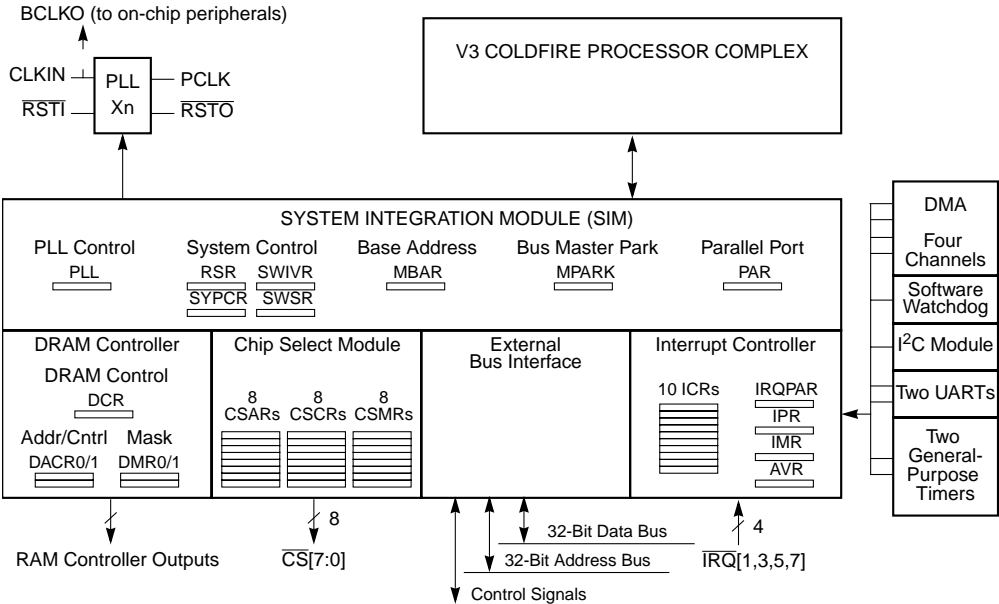 BCLKO (to on-chip peripherals)
CLKIN
PLL
Xn
PCLK
RSTI
RSTO
V3 COLDFIRE PROCESSOR COMPLEX
SYSTEM INTEGRATION MODULE (SIM)
PLL Control
System Control
Base Address
Bus Master Park
Parallel Port
PLL
RSR
SWIVR
MBAR
MPARK
PAR
SYPCR
SWSR
DRAM Controller
DRAM Control
DCR
Addr/Cntrl
Mask
DACR0/1
DMR0/1
Chip Select Module
8
CSARs
8
CSCRs
8
CSMRs
External
Bus Interface
Interrupt Controller
10 ICRs
IRQPAR
IPR
IMR
AVR
DMA
Four
Channels
Software
Watchdog
I2C Module
Two UARTs
Two
General-
Purpose
Timers
RAM Controller Outputs
8
CS[7:0]
32-Bit Data Bus
32-Bit Address Bus
Control Signals
4
IRQ[1,3,5,7]